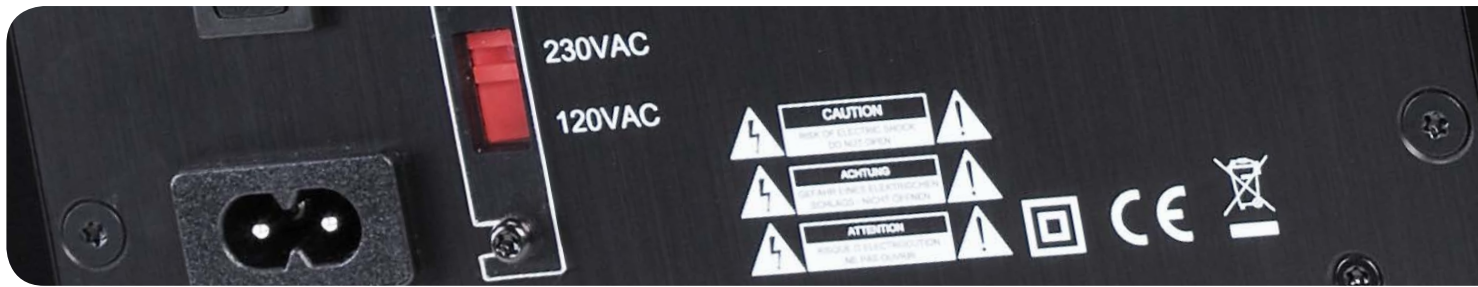 230VAC
120VAC
CAUTION
RISK OF ELECTRIC SHOCK
DO NOT OPEN
ACHTUNG
GEFAHR EINES ELEKTRISCHEN
SCHLAGS - NICHT ÖFFNEN
ATTENTION
RISQUE D'ELECTROCUTION
NE PAS OUVRIR
CE